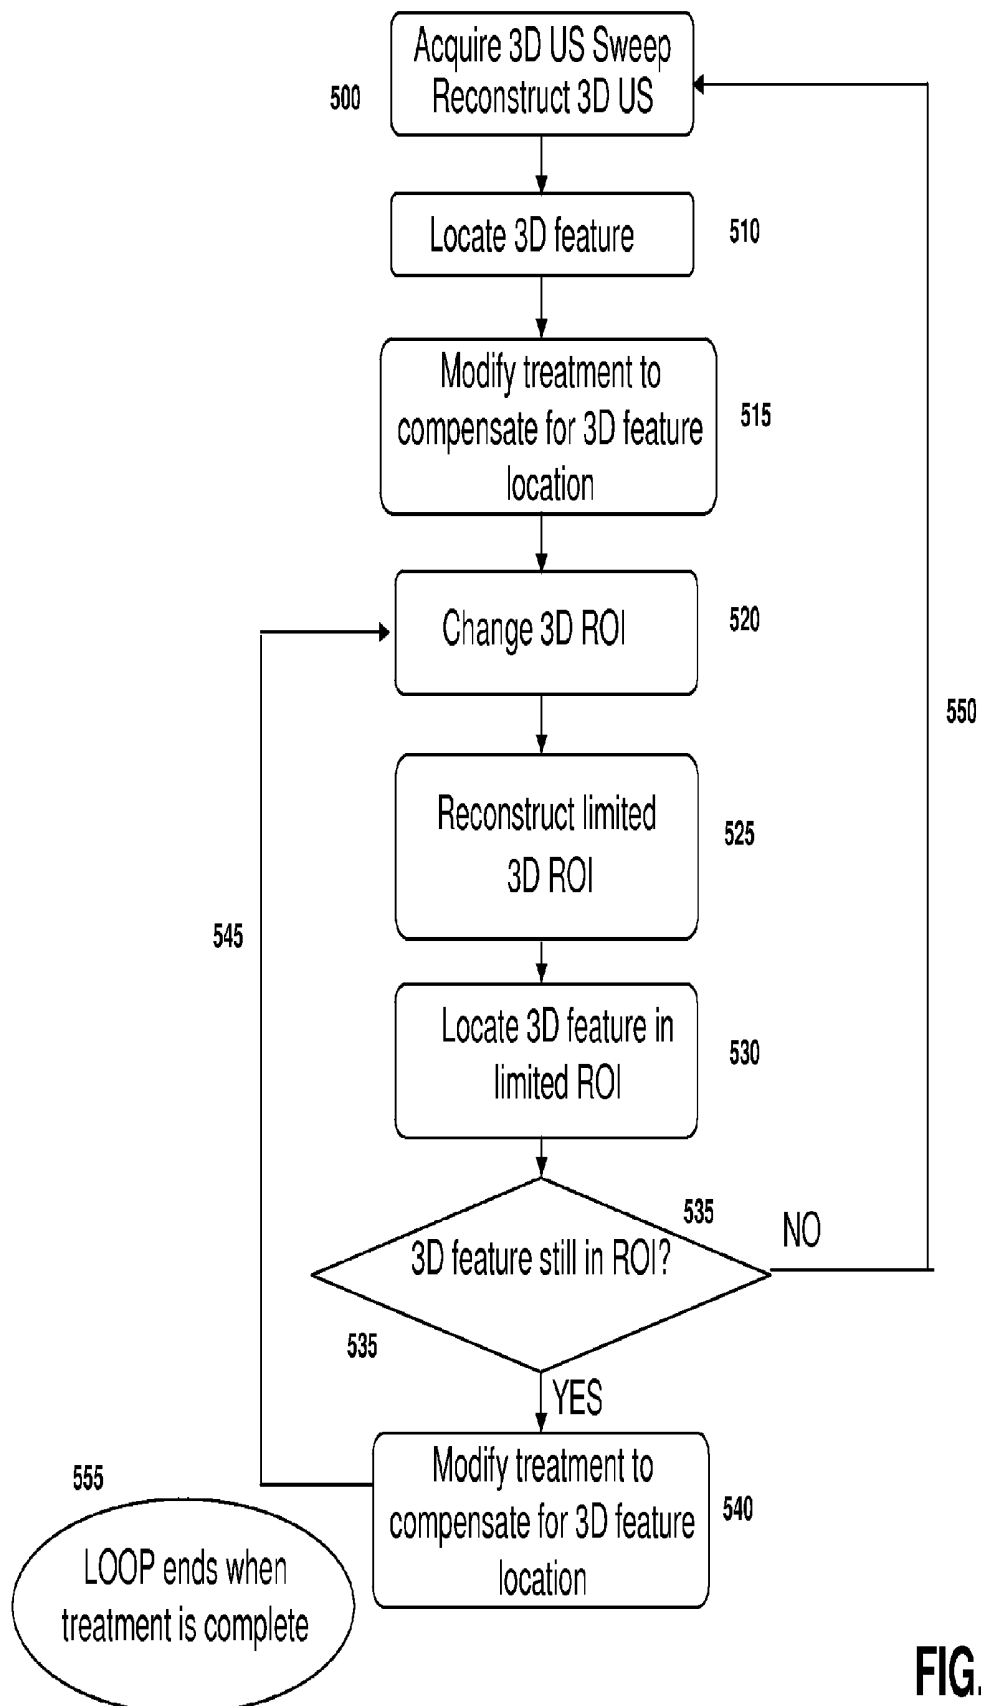 Acquire 3D US Sweep
Reconstruct 3D US
500
Locate 3D feature
510
Modify treatment to
compensate for 3D feature
location
515
Change 3D ROI
520
550
Reconstruct limited
3D ROI
525
545
Locate 3D feature in
limited ROI
530
535
NO
3D feature still in ROI?
535
YES
Modify treatment to
compensate for 3D feature
location
540
555
LOOP ends when
treatment is complete
FIG.